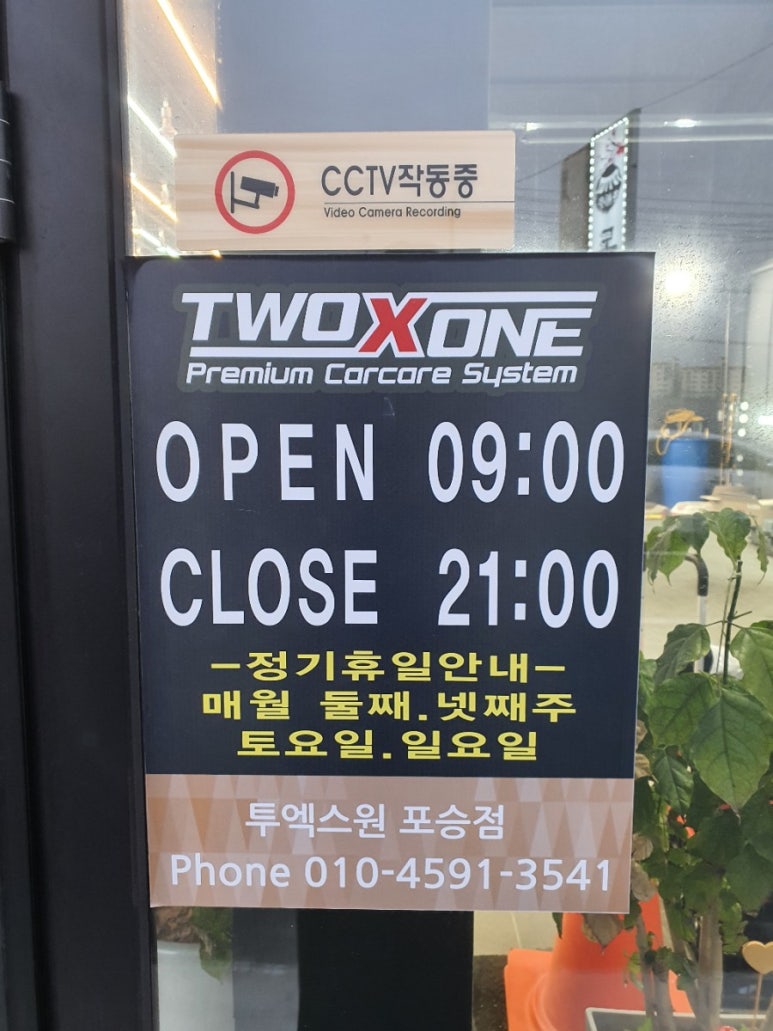 CCTV작동중
Video Camera Recording
TWOXONE
Premium Carcare System
OPEN 09:00
CLOSE 21:00
-정기휴일안내-
매월 둘째.넷째주
토요일.일요일
투엑스원 포승점
Phone 010-4591-3541